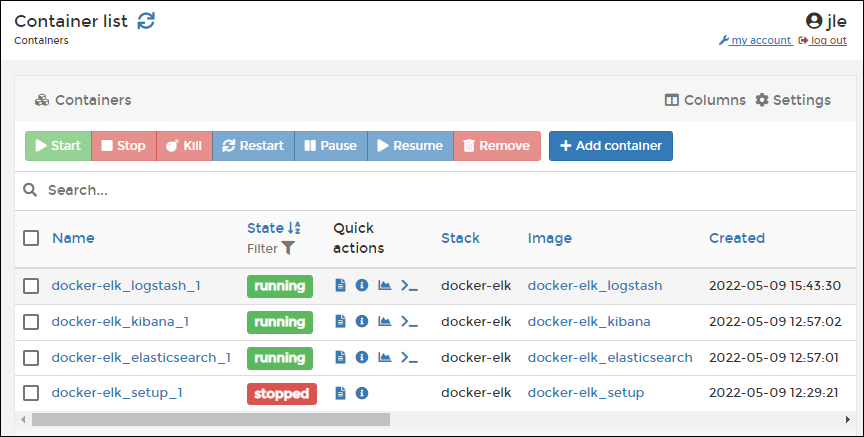 Container list
jle
Containers
my account log out
Containers
Columns Settings
Start Stop Kill Restart Pause Resume Remove + Add container
Search...
Name State Filter Quick actions Stack Image Created
docker-elk_logstash_1 running docker-elk docker-elk_logstash 2022-05-09 15:43:30
docker-elk_kibana_1 running docker-elk docker-elk_kibana 2022-05-09 12:57:02
docker-elk_elasticsearch_1 running docker-elk docker-elk_elasticsearch 2022-05-09 12:57:01
docker-elk_setup_1 stopped docker-elk docker-elk_setup 2022-05-09 12:29:21